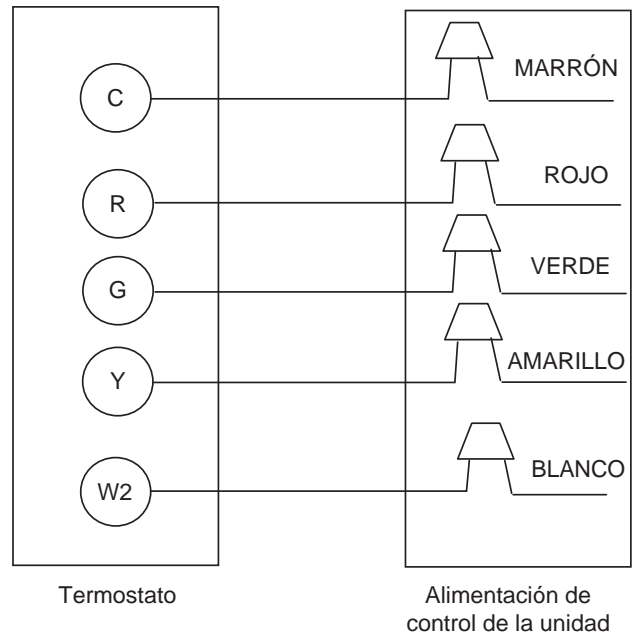 C
MARRÓN
R
ROJO
G
VERDE
Y
AMARILLO
W2
BLANCO
Termostato
Alimentación de
control de la unidad